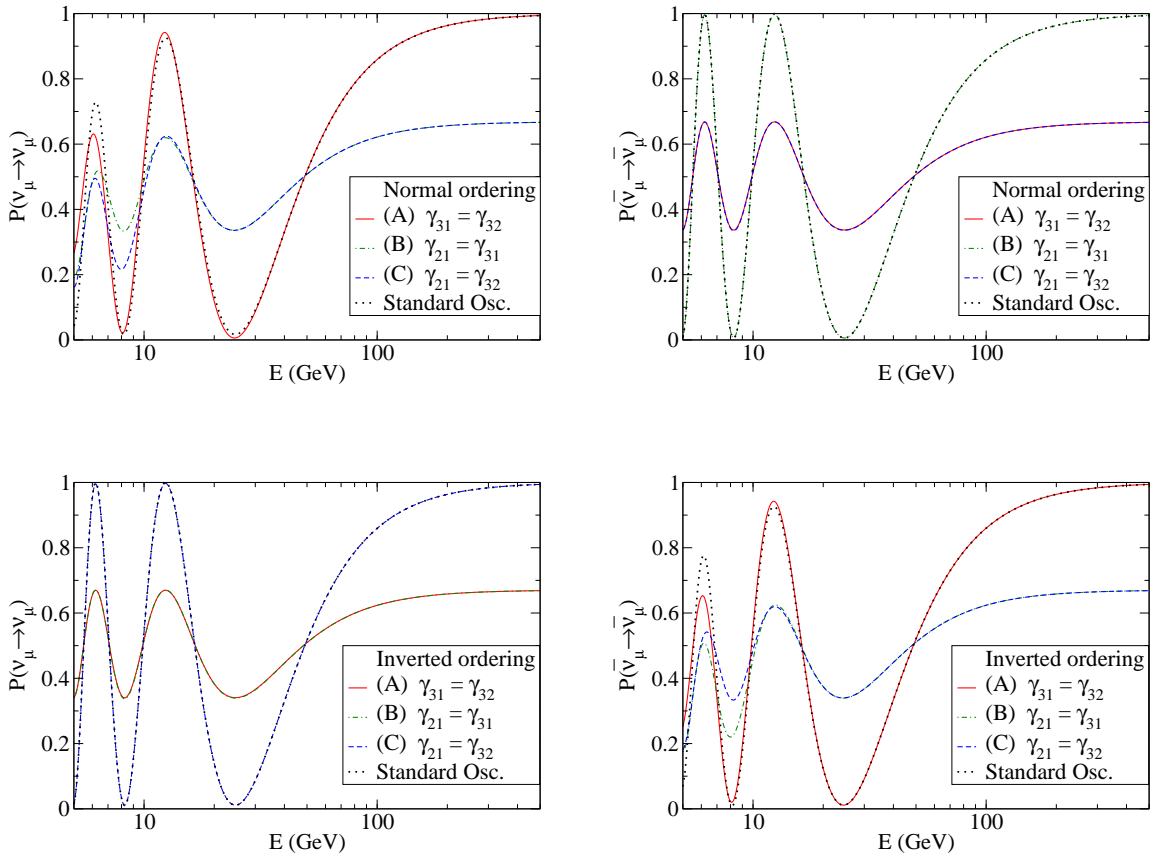 1
0.8
0.6
0.4
0.2
0
10
100
E (GeV)
P(ν_μ→ν_μ)
Normal ordering
(A) γ₃₁ = γ₃₂
(B) γ₂₁ = γ₃₁
(C) γ₂₁ = γ₃₂
Standard Osc.
1
0.8
0.6
0.4
0.2
0
10
100
E (GeV)
P(ν̅_μ→ν̅_μ)
Normal ordering
(A) γ₃₁ = γ₃₂
(B) γ₂₁ = γ₃₁
(C) γ₂₁ = γ₃₂
Standard Osc.
1
0.8
0.6
0.4
0.2
0
10
100
E (GeV)
P(ν_μ→ν_μ)
Inverted ordering
(A) γ₃₁ = γ₃₂
(B) γ₂₁ = γ₃₁
(C) γ₂₁ = γ₃₂
Standard Osc.
1
0.8
0.6
0.4
0.2
0
10
100
E (GeV)
P(ν̅_μ→ν̅_μ)
Inverted ordering
(A) γ₃₁ = γ₃₂
(B) γ₂₁ = γ₃₁
(C) γ₂₁ = γ₃₂
Standard Osc.